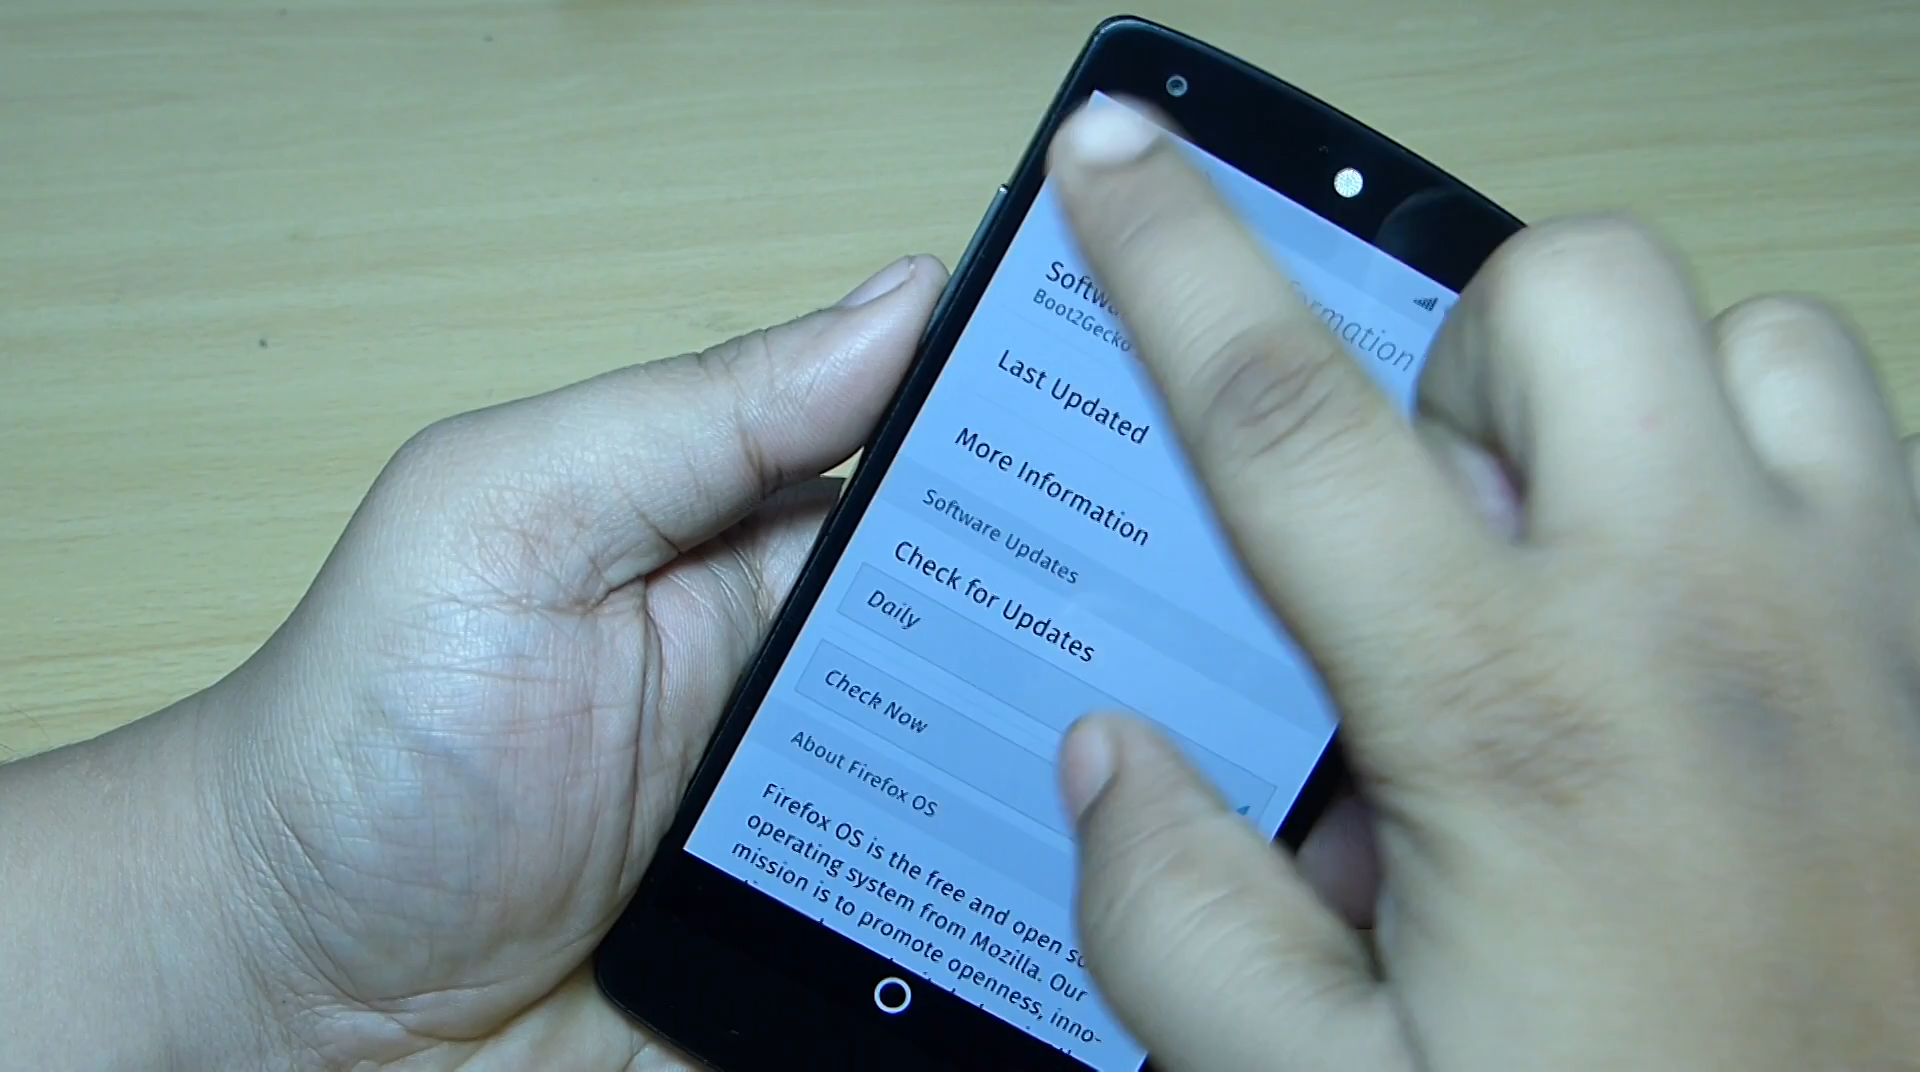 Boot2Gecko
Last Updated
More Information
Software Updates
Check for Updates
Daily
Check Now
About Firefox OS
Firefox OS is the free and open
operating system from Mozilla. Our
mission is to promote openness, inno-